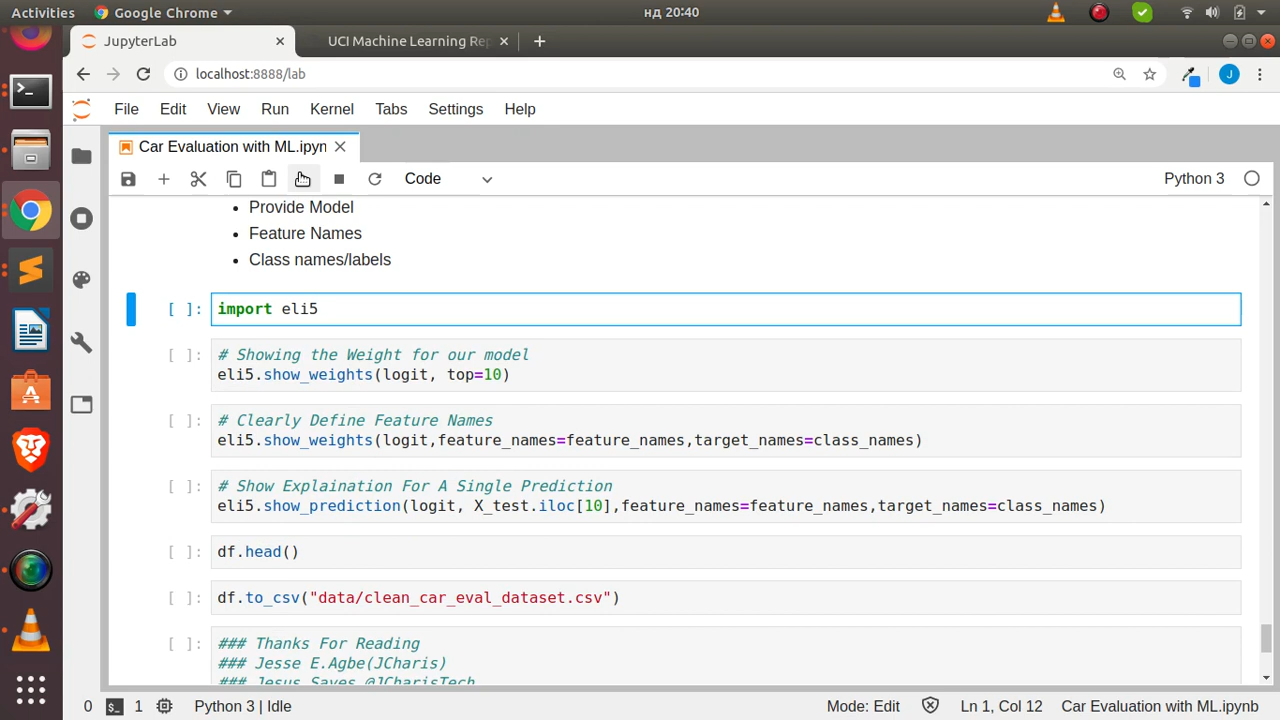 Activities Google Chrome нд 20:40
JupyterLab UCI Machine Learning Rep
localhost:8888/lab J
File Edit View Run Kernel Tabs Settings Help
Car Evaluation with ML.ipyn
Code Python 3
• Provide Model
• Feature Names
• Class names/labels
[ ]: import eli5
[ ]: # Showing the Weight for our model
eli5.show_weights(logit, top=10)
[ ]: # Clearly Define Feature Names
eli5.show_weights(logit,feature_names=feature_names,target_names=class_names)
[ ]: # Show Explaination For A Single Prediction
eli5.show_prediction(logit, X_test.iloc[10],feature_names=feature_names,target_names=class_names)
[ ]: df.head()
[ ]: df.to_csv("data/clean_car_eval_dataset.csv")
[ ]: ### Thanks For Reading
### Jesse E.Agbe(JCharis)
### Jesus Saves @JCharisTech
0 1 Python 3 | Idle Mode: Edit Ln 1, Col 12 Car Evaluation with ML.ipynb